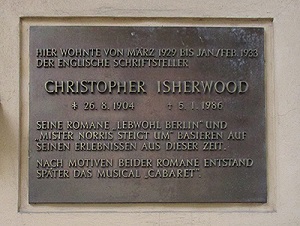 HIER WOHNTE VON MÄRZ 1929 BIS JAN./FEB. 1933
DER ENGLISCHE SCHRIFTSTELLER
CHRISTOPHER ISHERWOOD
* 26.8.1904 † 5.1.1986
SEINE ROMANE „LEBWOHL BERLIN“ UND
„MISTER NORRIS STEIGT UM“ BASIEREN AUF
SEINEN ERLEBNISSEN AUS DIESER ZEIT.
NACH MOTIVEN BEIDER ROMANE ENTSTAND
SPÄTER DAS MUSICAL „CABARET“.